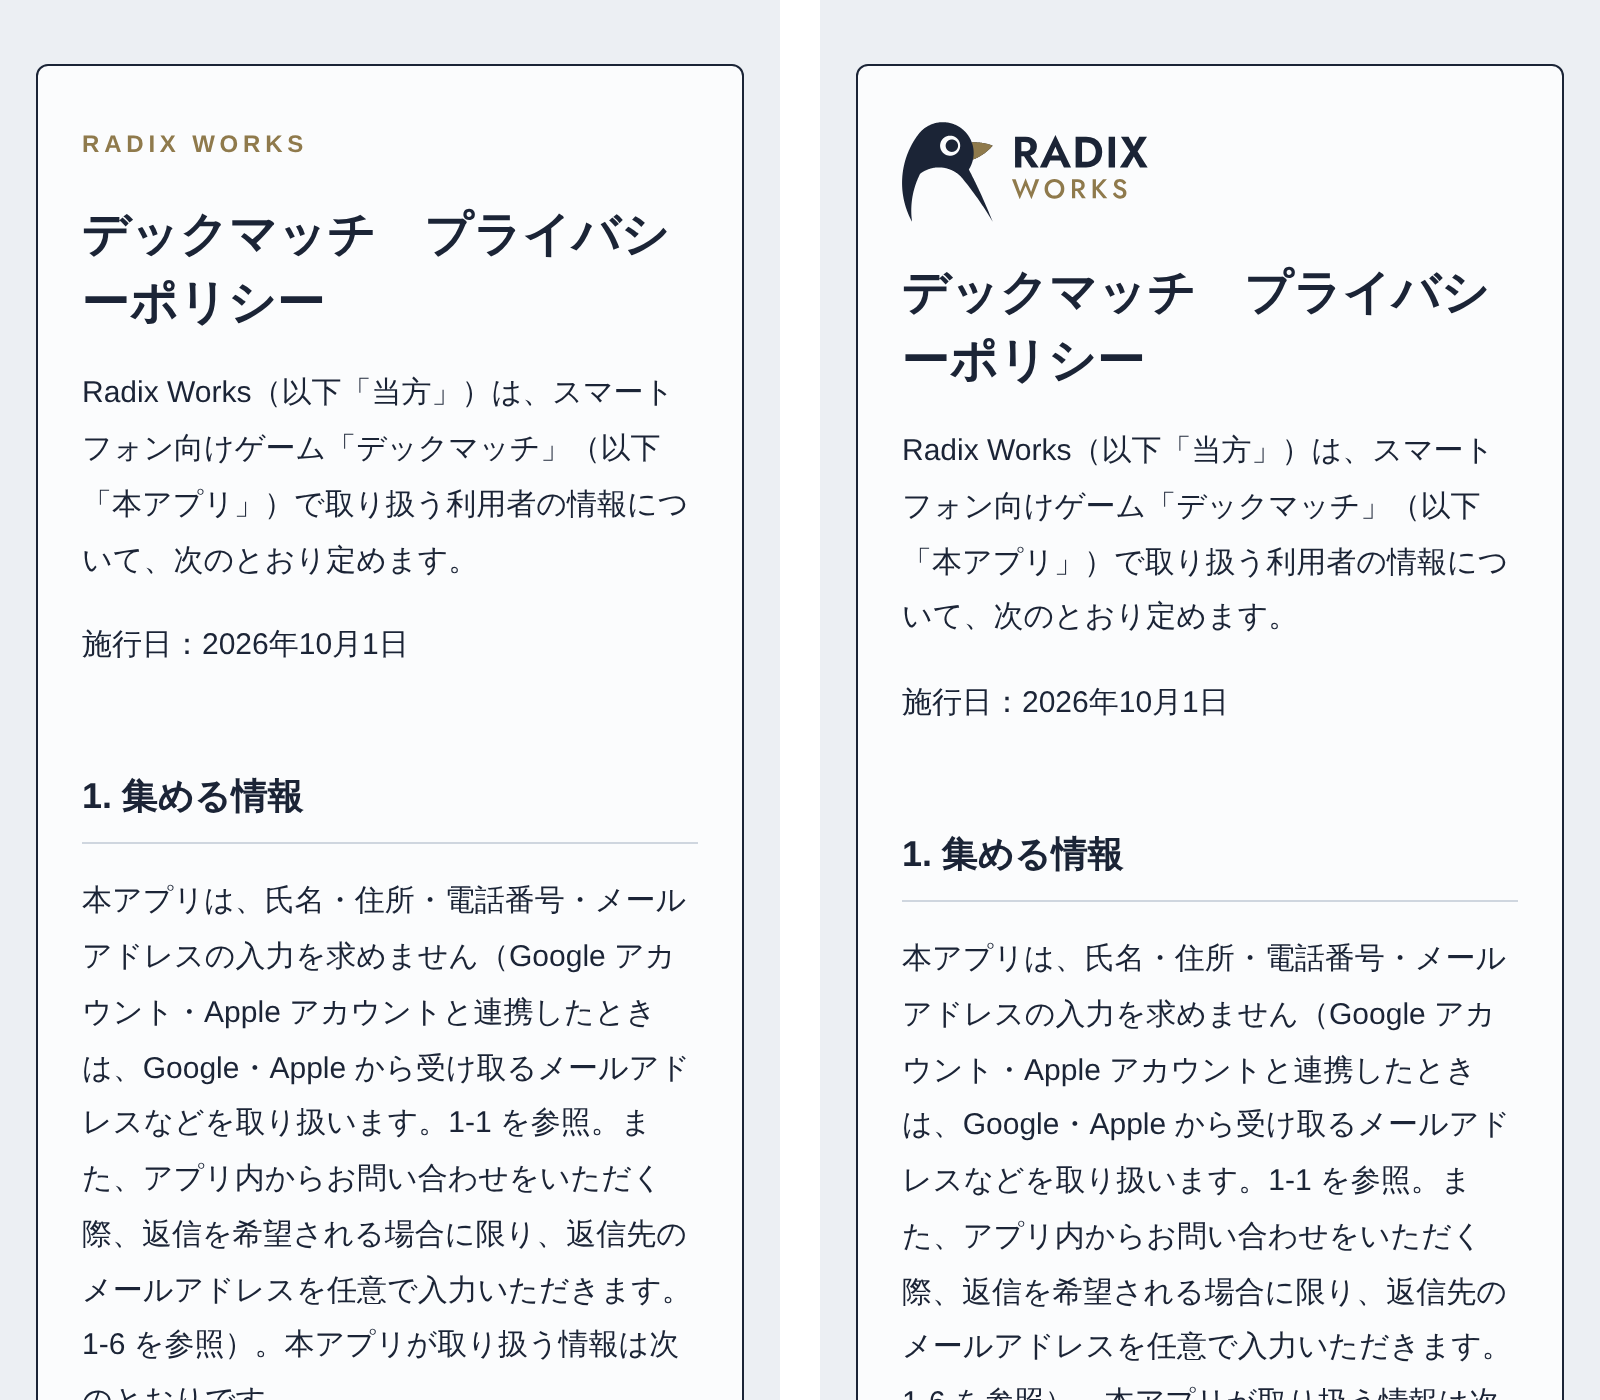 RADIX WORKS
デックマッチ　プライバシ
ーポリシー
Radix Works（以下「当方」）は、スマート
フォン向けゲーム「デックマッチ」（以下
「本アプリ」）で取り扱う利用者の情報につ
いて、次のとおり定めます。
施行日：2026年10月1日
1. 集める情報
本アプリは、氏名・住所・電話番号・メール
アドレスの入力を求めません（Google アカ
ウント・Apple アカウントと連携したとき
は、Google・Apple から受け取るメールアド
レスなどを取り扱います。1-1 を参照。ま
た、アプリ内からお問い合わせをいただく
際、返信を希望される場合に限り、返信先の
メールアドレスを任意で入力いただきます。
1-6 を参照）。本アプリが取り扱う情報は次
のとおりです
RADIX
WORKS
デックマッチ　プライバシ
ーポリシー
Radix Works（以下「当方」）は、スマート
フォン向けゲーム「デックマッチ」（以下
「本アプリ」）で取り扱う利用者の情報につ
いて、次のとおり定めます。
施行日：2026年10月1日
1. 集める情報
本アプリは、氏名・住所・電話番号・メール
アドレスの入力を求めません（Google アカ
ウント・Apple アカウントと連携したとき
は、Google・Apple から受け取るメールアド
レスなどを取り扱います。1-1 を参照。ま
た、アプリ内からお問い合わせをいただく
際、返信を希望される場合に限り、返信先の
メールアドレスを任意で入力いただきます。
1-6 を参照）。本アプリが取り扱う情報は次